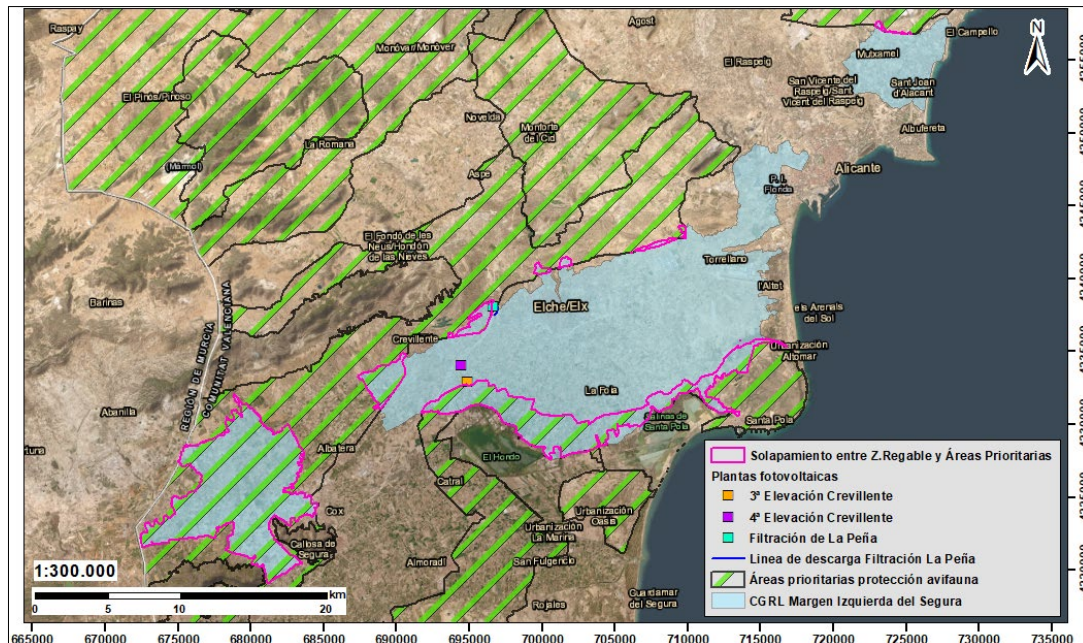 Raspay
Agost
N
El Campello
Monóvar/Monóver
Mutxamel
El Raspeig
San Vicente del
Raspeig/Sant
Vicent del Raspeig
Sant Joan
d'Alacant
El Pinós/Pinoso
Novelda
Monforte
del Cid
Albufereta
La Romana
(Mármol)
Aspe
Alicante
P. I.
Florida
El Fondó de les
Neus/Hondón
de las Nieves
Torrellano
Barinas
l'Altet
Elche/Elx
els Arenals
del Sol
REGIÓN DE MURCIA
COMUNITAT VALENCIANA
Crevillente
Urbanización
Altomar
Abanilla
La Foia
Salinas de
Santa Pola
Santa Pola
Albatera
El Hondo
Catral
Cox
Urbanización
Oasis
Urbanización
La Marina
Callosa de
Segura
Almoradí
San Fulgencio
Guardamar
del Segura
Rojales
Solapamiento entre Z.Regable y Áreas Prioritarias
Plantas fotovoltaicas
3ª Elevación Crevillente
4ª Elevación Crevillente
Filtración de La Peña
Linea de descarga Filtración La Peña
Áreas prioritarias protección avifauna
CGRL Margen Izquierda del Segura
1:300.000
km
0 5 10 20
665000 670000 675000 680000 685000 690000 695000 700000 705000 710000 715000 720000 725000 730000 735000